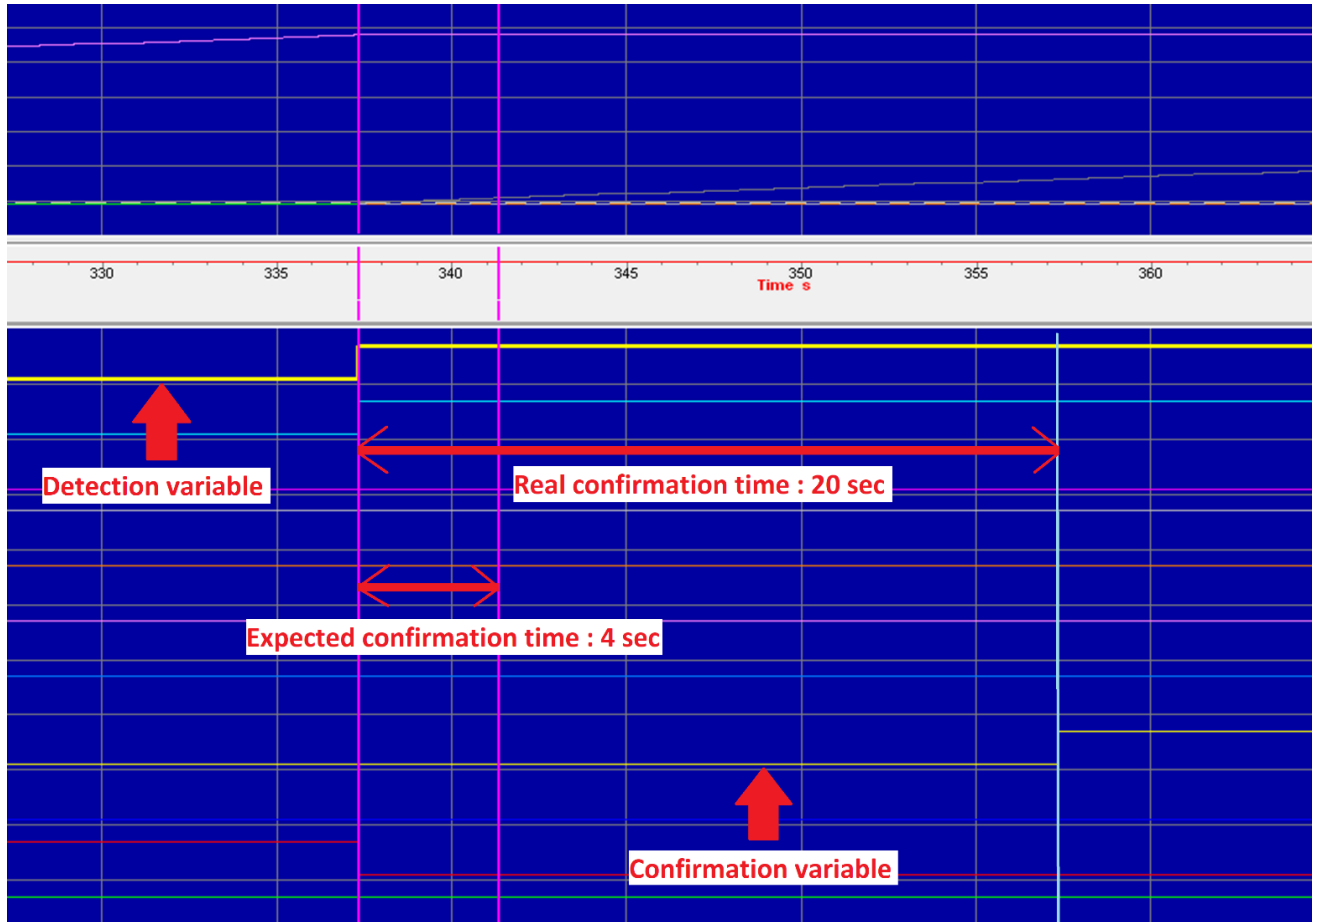 330 335 340 345 350 355 360
Time s
Detection variable
Real confirmation time : 20 sec
Expected confirmation time : 4 sec
Confirmation variable